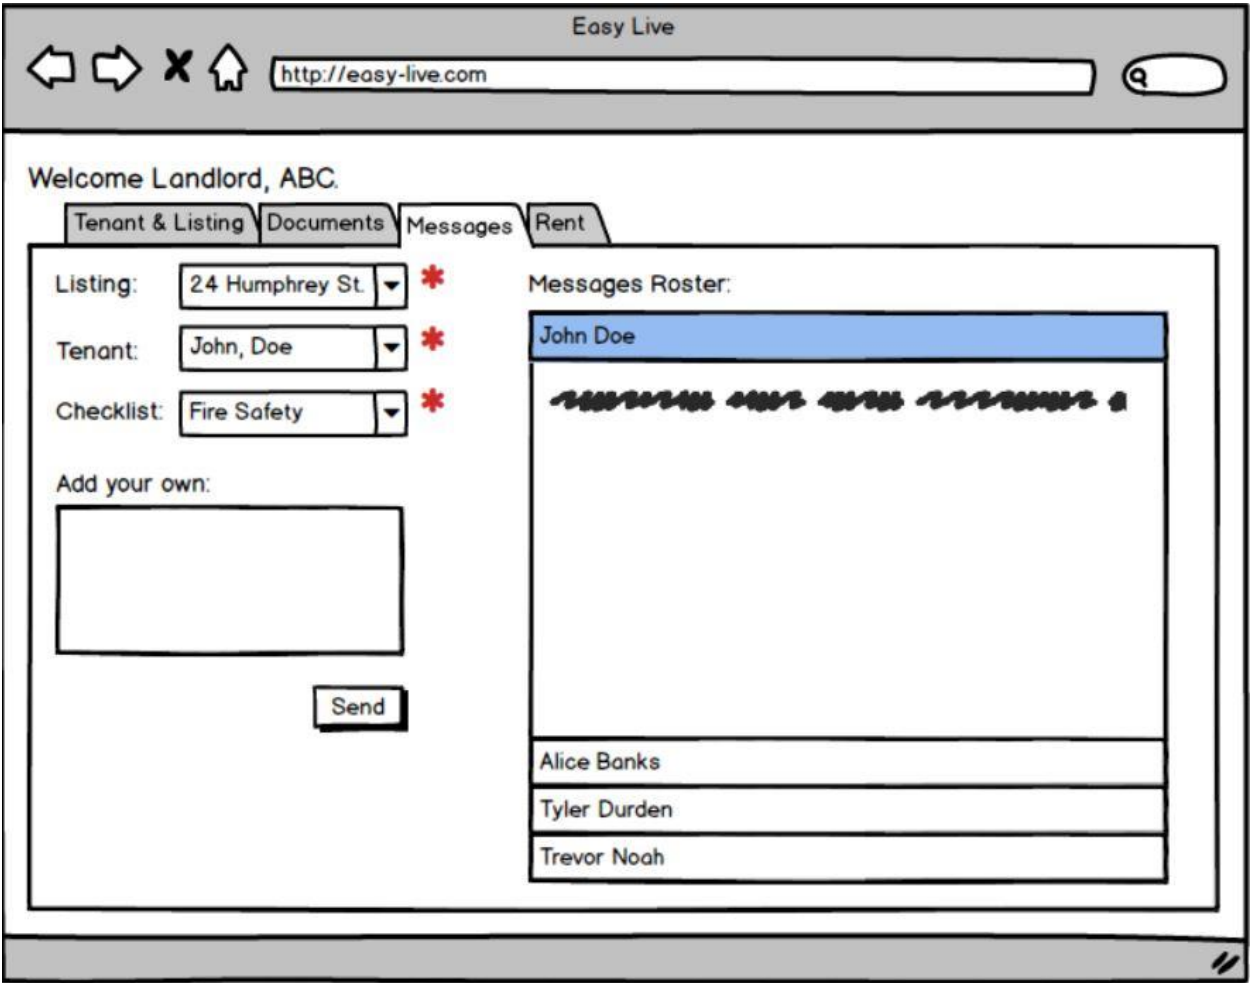 Easy Live
http://easy-live.com
Welcome Landlord, ABC.
Tenant & Listing
Documents
Messages
Rent
Listing:
24 Humphrey St.
*
Tenant:
John, Doe
*
Checklist:
Fire Safety
*
Add your own:
Send
Messages Roster:
John Doe
Alice Banks
Tyler Durden
Trevor Noah